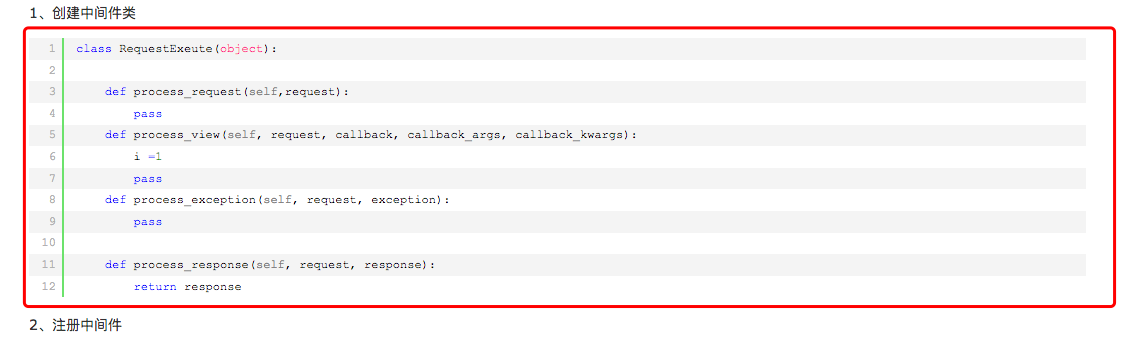 1、创建中间件类
1 class RequestExeute(object):
2
3     def process_request(self,request):
4         pass
5     def process_view(self, request, callback, callback_args, callback_kwargs):
6         i =1
7         pass
8     def process_exception(self, request, exception):
9         pass
10
11     def process_response(self, request, response):
12         return response
2、注册中间件